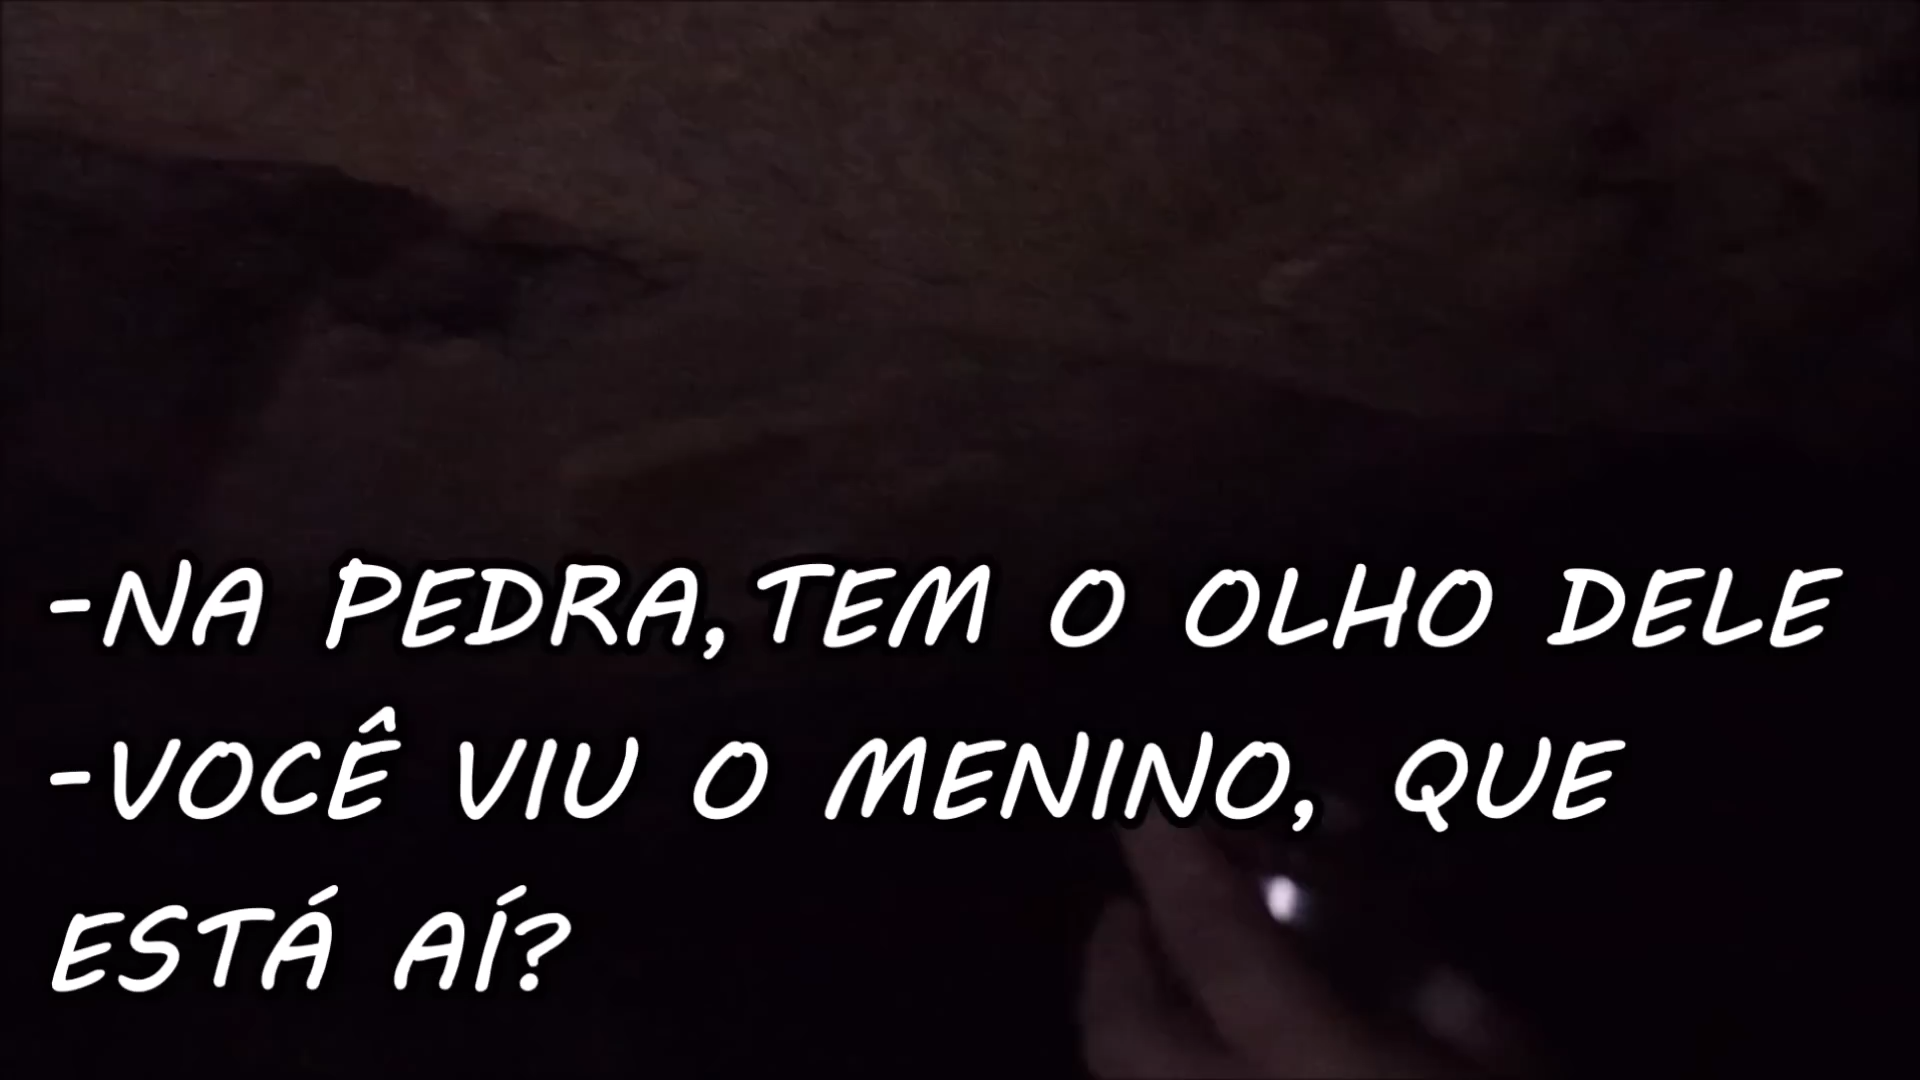 -NA PEDRA, TEM O OLHO DELE
-VOCÊ VIU O MENINO, QUE
ESTÁ AÍ?